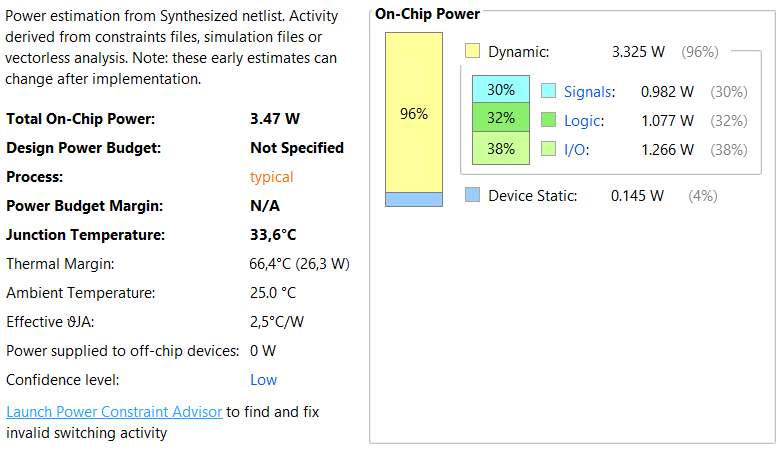 Power estimation from Synthesized netlist. Activity
derived from constraints files, simulation files or
vectorless analysis. Note: these early estimates can
change after implementation.
Total On-Chip Power: 3.47 W
Design Power Budget: Not Specified
Process: typical
Power Budget Margin: N/A
Junction Temperature: 33,6°C
Thermal Margin: 66,4°C (26,3 W)
Ambient Temperature: 25.0 °C
Effective ϑJA: 2,5°C/W
Power supplied to off-chip devices: 0 W
Confidence level: Low
Launch Power Constraint Advisor to find and fix
invalid switching activity
On-Chip Power
96%
Dynamic: 3.325 W (96%)
30% Signals: 0.982 W (30%)
32% Logic: 1.077 W (32%)
38% I/O: 1.266 W (38%)
Device Static: 0.145 W (4%)